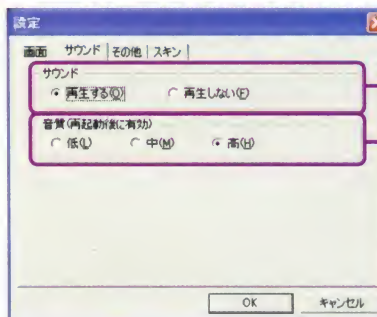 設定
画面 サウンド その他 スキン
サウンド
再生する(O) 再生しない(F)
音質(再起動後に有効)
低(L) 中(M) 高(H)
OK キャンセル